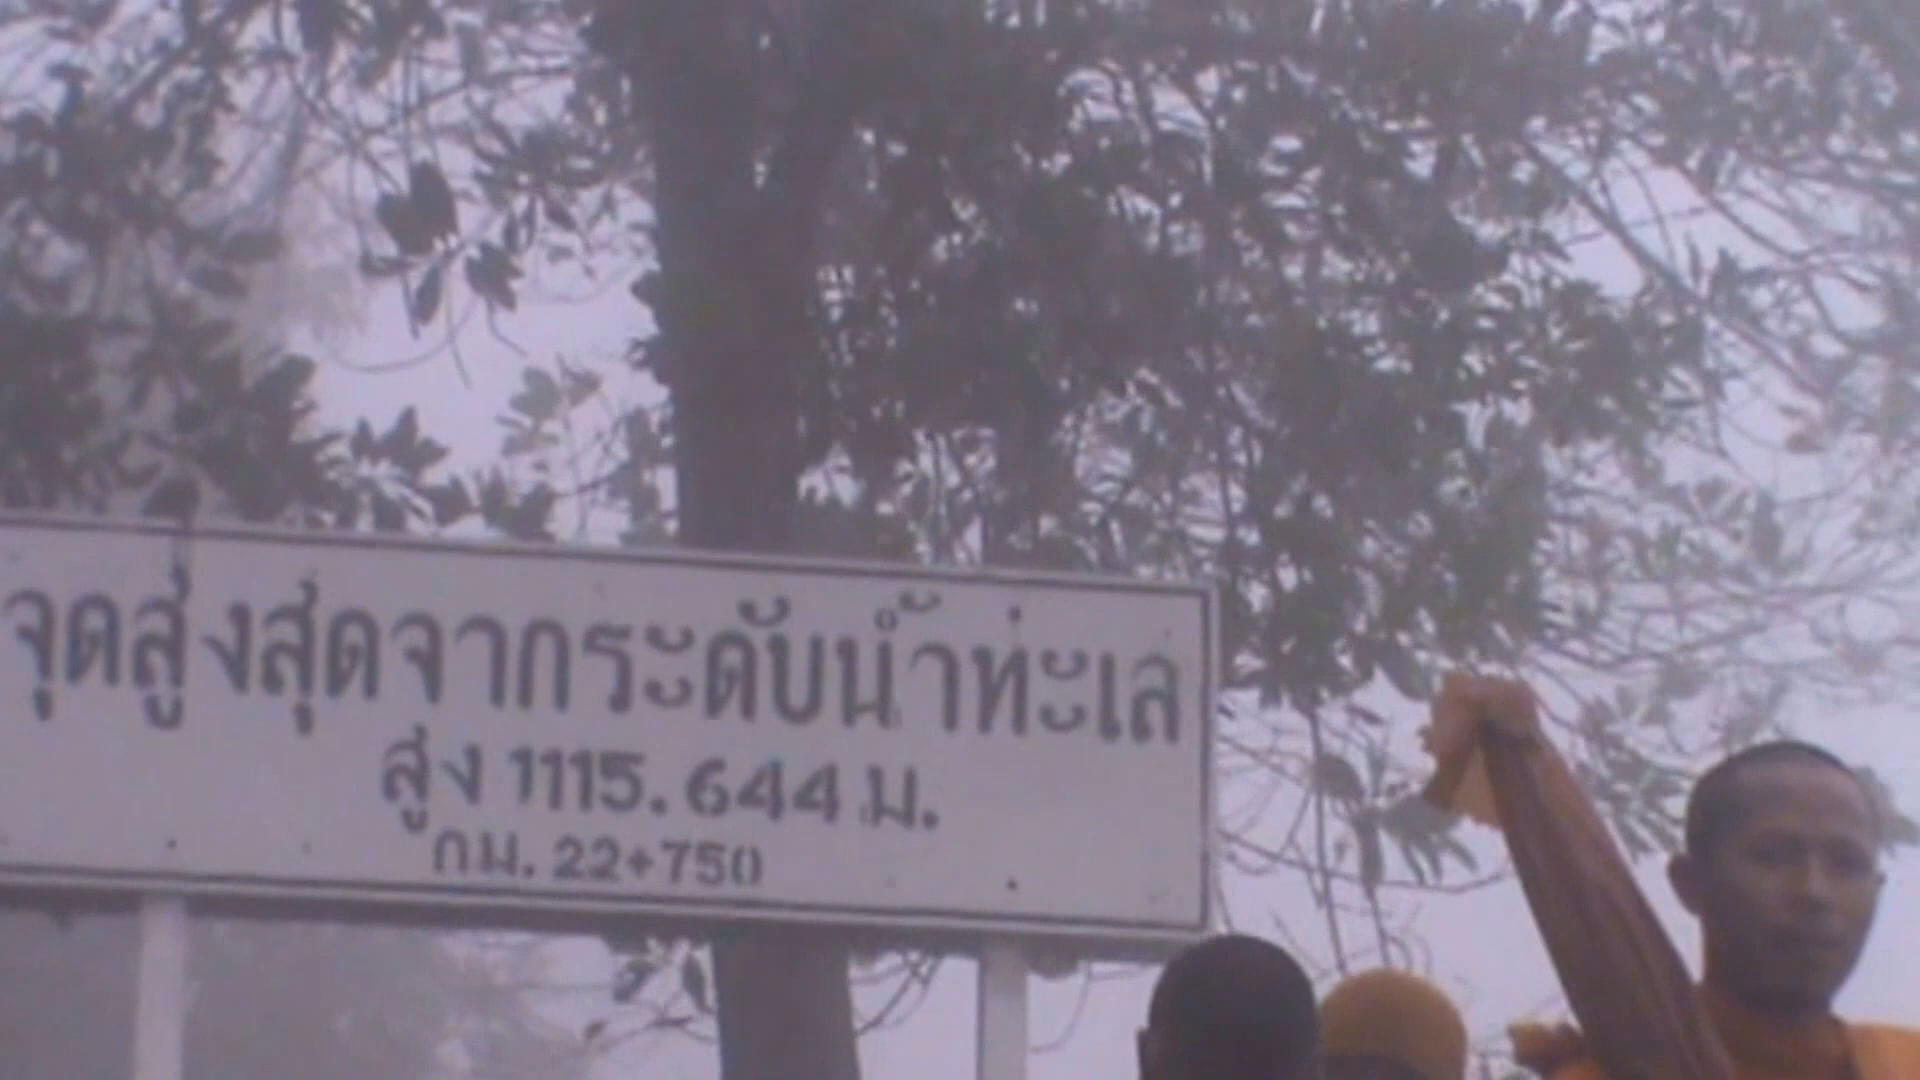 จุดสูงสุดจากระดับน้ำทะเล
สูง 1115.644 ม.
กม. 22+750